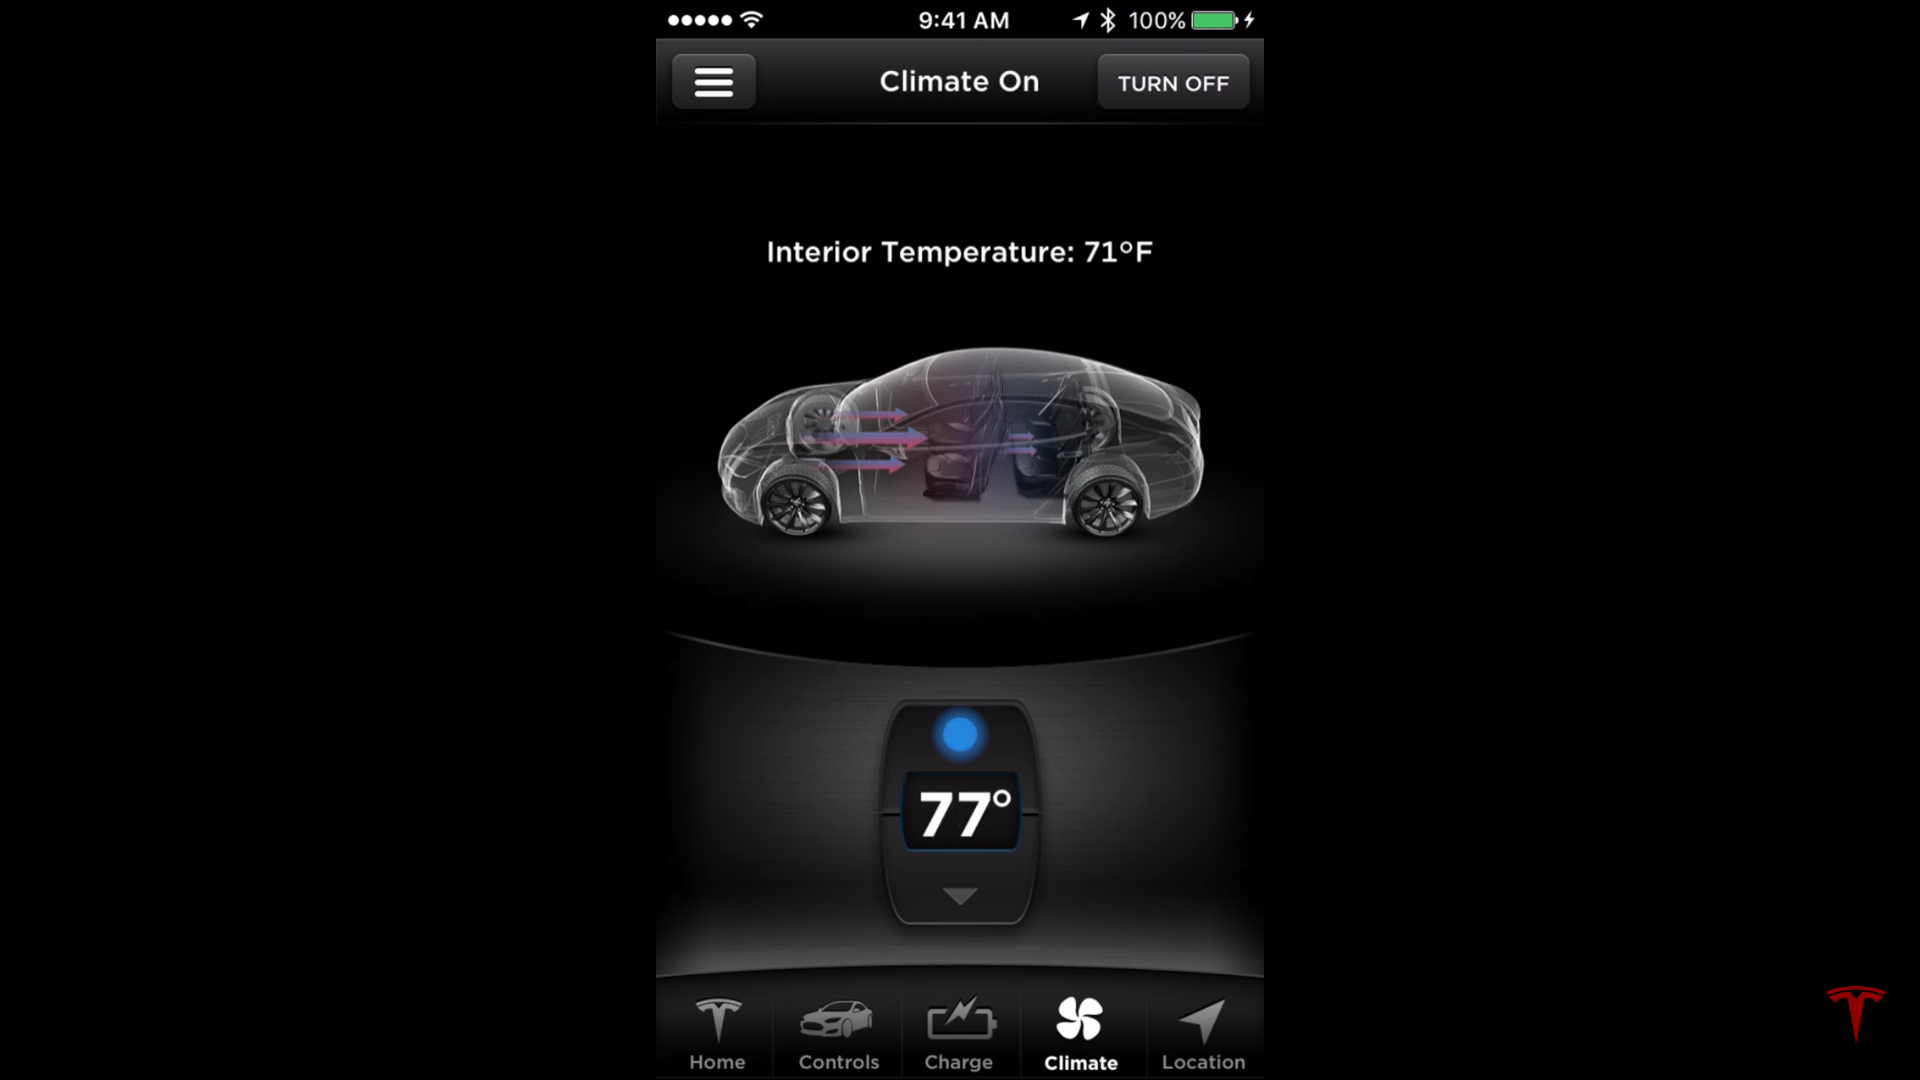 9:41 AM 100%
Climate On
TURN OFF
Interior Temperature: 71°F
77°
Home Controls Charge Climate Location